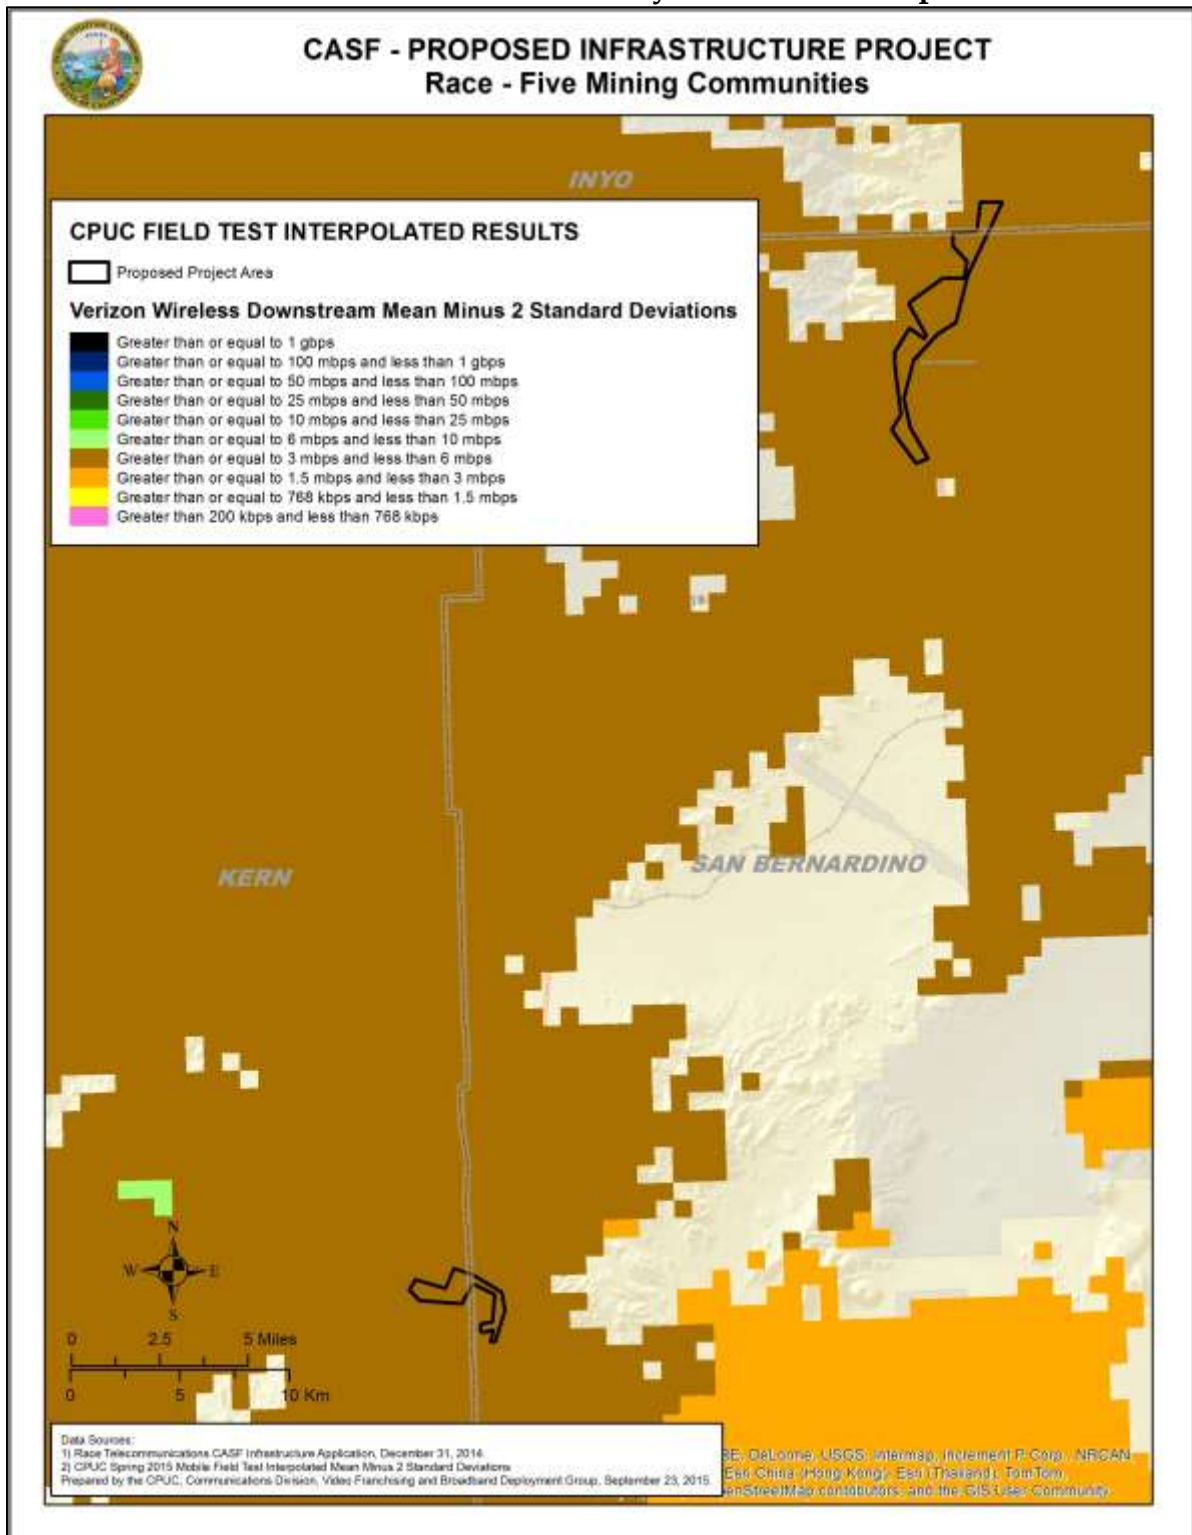 CASF - PROPOSED INFRASTRUCTURE PROJECT
Race - Five Mining Communities
INYO
CPUC FIELD TEST INTERPOLATED RESULTS
Proposed Project Area
Verizon Wireless Downstream Mean Minus 2 Standard Deviations
Greater than or equal to 1 gbps
Greater than or equal to 100 mbps and less than 1 gbps
Greater than or equal to 50 mbps and less than 100 mbps
Greater than or equal to 25 mbps and less than 50 mbps
Greater than or equal to 10 mbps and less than 25 mbps
Greater than or equal to 6 mbps and less than 10 mbps
Greater than or equal to 3 mbps and less than 6 mbps
Greater than or equal to 1.5 mbps and less than 3 mbps
Greater than or equal to 768 kbps and less than 1.5 mbps
Greater than 200 kbps and less than 768 kbps
KERN
SAN BERNARDINO
N
W E
S
0 2.5 5 Miles
0 5 10 Km
Data Sources:
1) Race Telecommunications CASF Infrastructure Application, December 31, 2014.
2) CPUC Spring 2015 Mobile Field Test Interpolated Mean Minus 2 Standard Deviations
Prepared by the CPUC, Communications Division, Video Franchising and Broadband Deployment Group, September 23, 2015.
DeLorme, USGS, Intermap, increment P Corp., NRCAN,
Esri China (Hong Kong), Esri (Thailand), TomTom,
contributors, and the GIS User Community